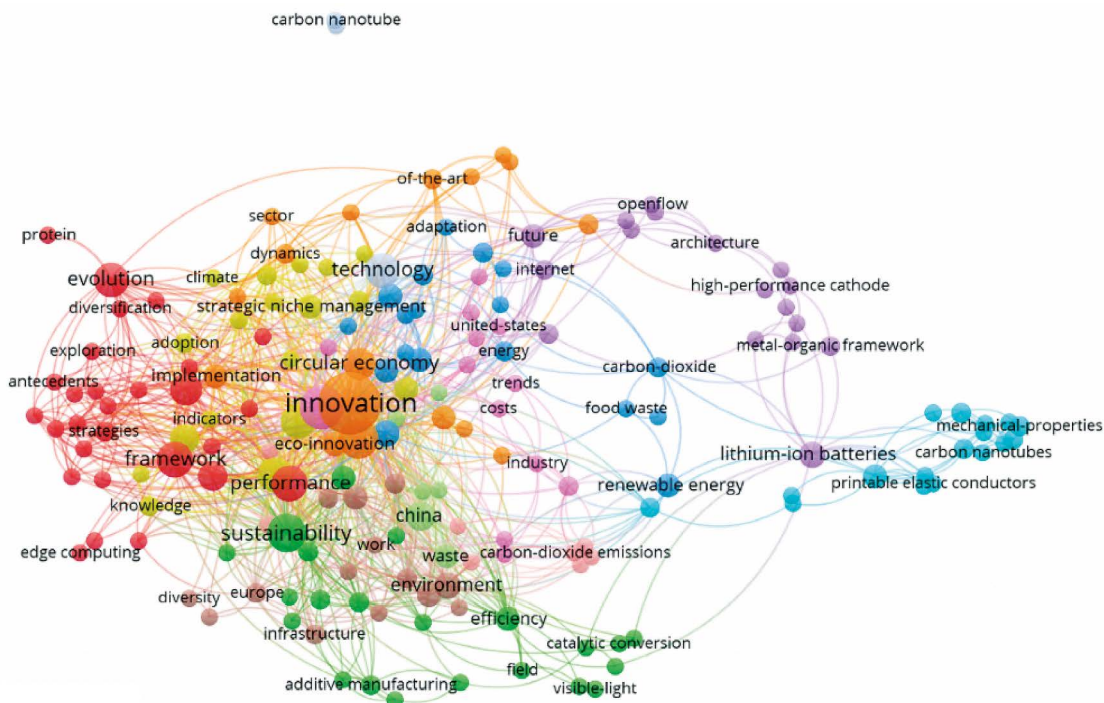 carbon nanotube
of-the-art
openflow
sector
protein
adaptation
future
architecture
dynamics
evolution
climate
technology
internet
high-performance cathode
diversification
strategic niche management
united-states
adoption
metal-organic framework
exploration
circular economy
energy
carbon-dioxide
antecedents
implementation
trends
innovation
costs
food waste
indicators
mechanical-properties
strategies
eco-innovation
carbon nanotubes
framework
industry
lithium-ion batteries
performance
renewable energy
printable elastic conductors
knowledge
china
sustainability
edge computing
work
waste
carbon-dioxide emissions
environment
diversity
europe
efficiency
infrastructure
catalytic conversion
field
additive manufacturing
visible-light